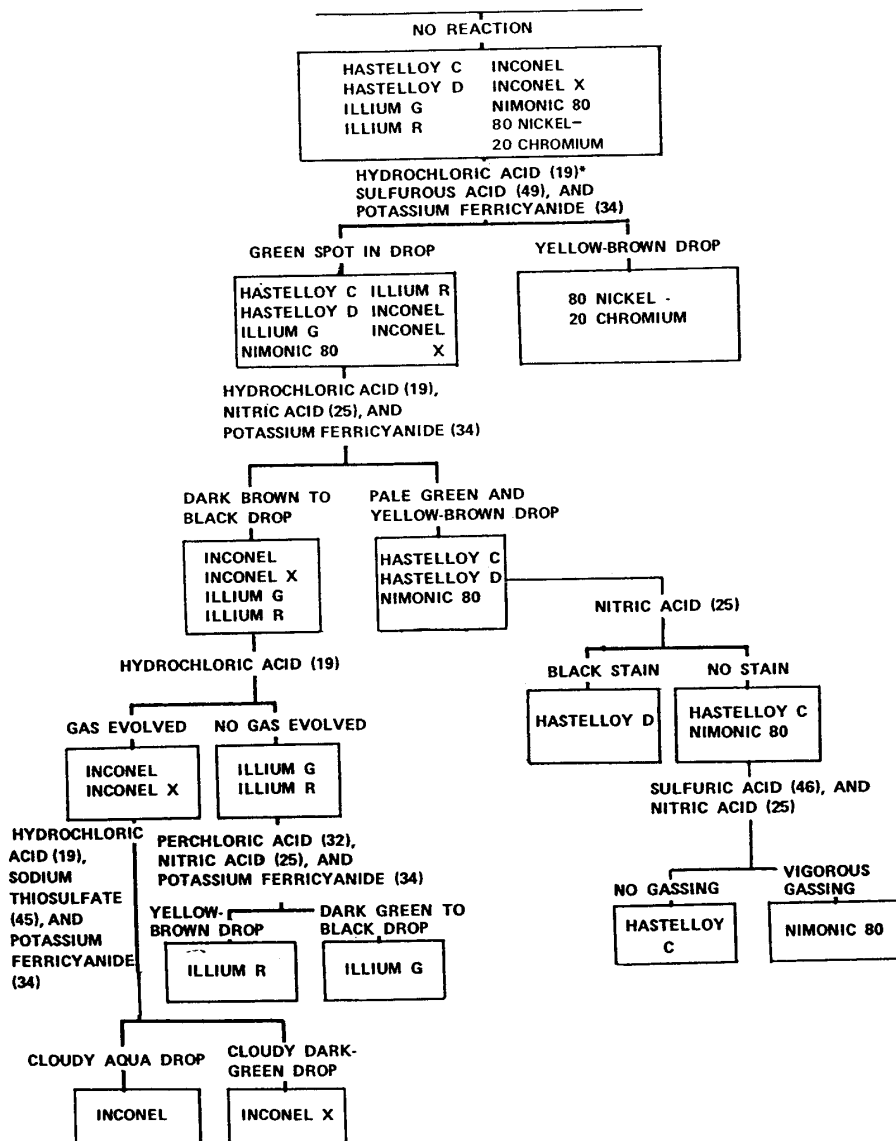 NO REACTION
HASTELLOY C INCONEL
HASTELLOY D INCONEL X
ILLIUM G NIMONIC 80
ILLIUM R 80 NICKEL-
20 CHROMIUM
HYDROCHLORIC ACID (19)*
SULFUROUS ACID (49), AND
POTASSIUM FERRICYANIDE (34)
GREEN SPOT IN DROP
YELLOW-BROWN DROP
HASTELLOY C ILLIUM R
HASTELLOY D INCONEL
ILLIUM G INCONEL
NIMONIC 80 X
80 NICKEL -
20 CHROMIUM
HYDROCHLORIC ACID (19),
NITRIC ACID (25), AND
POTASSIUM FERRICYANIDE (34)
DARK BROWN TO
BLACK DROP
PALE GREEN AND
YELLOW-BROWN DROP
INCONEL
INCONEL X
ILLIUM G
ILLIUM R
HASTELLOY C
HASTELLOY D
NIMONIC 80
NITRIC ACID (25)
HYDROCHLORIC ACID (19)
BLACK STAIN
NO STAIN
HASTELLOY D
HASTELLOY C
NIMONIC 80
GAS EVOLVED
NO GAS EVOLVED
INCONEL
INCONEL X
ILLIUM G
ILLIUM R
SULFURIC ACID (46), AND
NITRIC ACID (25)
HYDROCHLORIC
ACID (19),
SODIUM
THIOSULFATE
(45), AND
POTASSIUM
FERRICYANIDE
(34)
PERCHLORIC ACID (32),
NITRIC ACID (25), AND
POTASSIUM FERRICYANIDE (34)
NO GASSING
VIGOROUS
GASSING
HASTELLOY
C
NIMONIC 80
YELLOW-
BROWN DROP
DARK GREEN TO
BLACK DROP
ILLIUM R
ILLIUM G
CLOUDY AQUA DROP
CLOUDY DARK-
GREEN DROP
INCONEL
INCONEL X